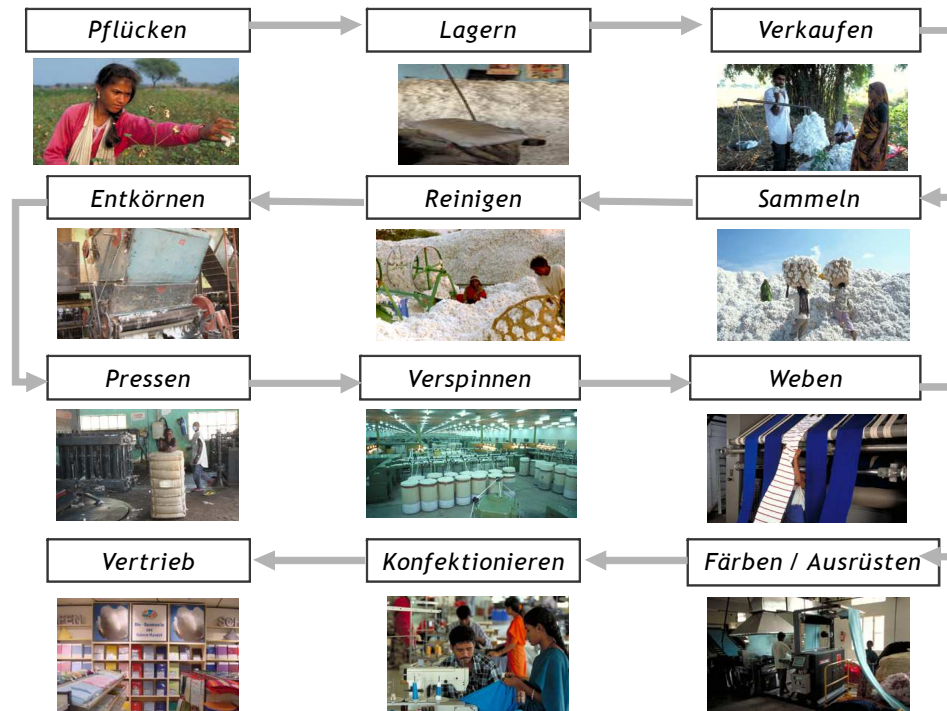 Pflücken
Lagern
Verkaufen
Sammeln
Reinigen
Entkörnen
Pressen
Verspinnen
Weben
Färben / Ausrüsten
Konfektionieren
Vertrieb